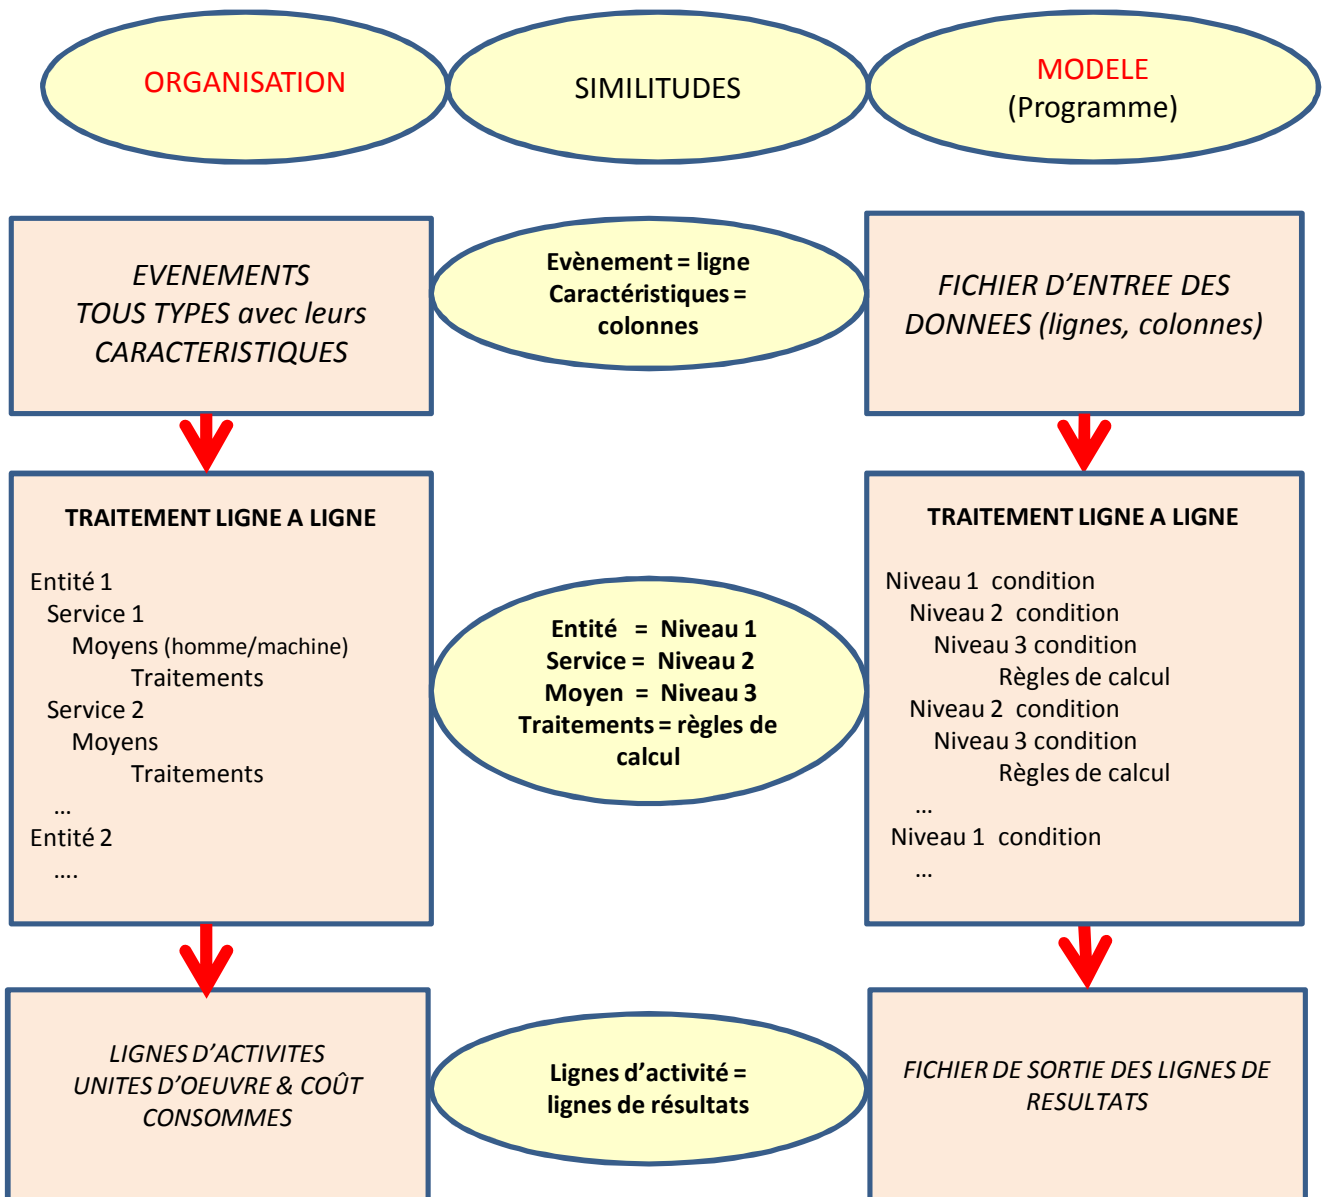 ORGANISATION
SIMILITUDES
MODELE
(Programme)
EVENEMENTS
TOUS TYPES avec leurs
CARACTERISTIQUES
Evènement = ligne
Caractéristiques =
colonnes
FICHIER D’ENTREE DES
DONNEES (lignes, colonnes)
TRAITEMENT LIGNE A LIGNE
Entité 1
Service 1
Moyens (homme/machine)
Traitements
Service 2
Moyens
Traitements
...
Entité 2
....
Entité = Niveau 1
Service = Niveau 2
Moyen = Niveau 3
Traitements = règles de
calcul
TRAITEMENT LIGNE A LIGNE
Niveau 1 condition
Niveau 2 condition
Niveau 3 condition
Règles de calcul
Niveau 2 condition
Niveau 3 condition
Règles de calcul
...
Niveau 1 condition
...
LIGNES D’ACTIVITES
UNITES D’OEUVRE & COÛT
CONSOMMES
Lignes d’activité =
lignes de résultats
FICHIER DE SORTIE DES LIGNES DE
RESULTATS